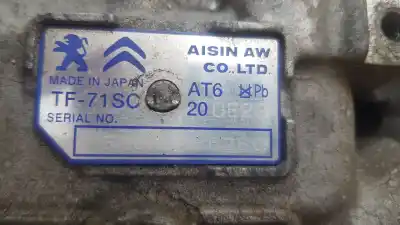 AISIN AW
CO.,LTD.
MADE IN JAPAN
TF-71SC
AT6
Pb
20
SERIAL NO.